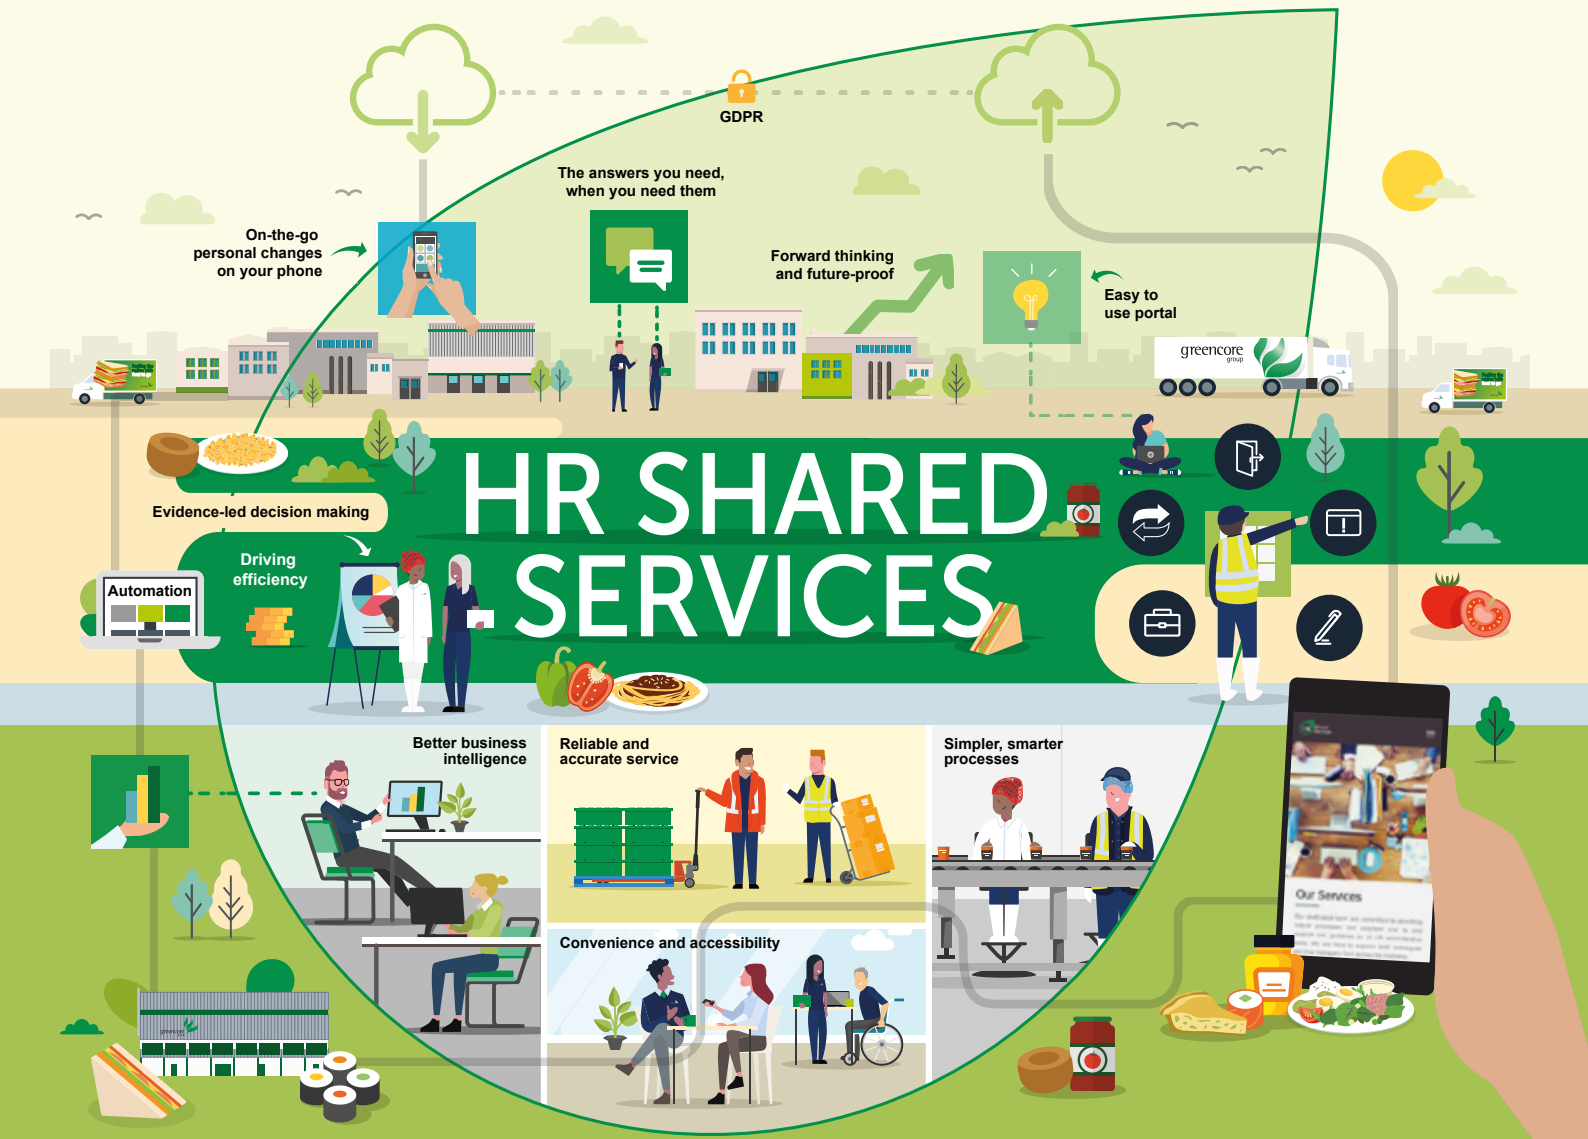 GDPR
The answers you need,
when you need them
On-the-go
personal changes
on your phone
Forward thinking
and future-proof
Easy to
use portal
greencore
group
HR SHARED
SERVICES
Evidence-led decision making
Driving
efficiency
Automation
Better business
intelligence
Reliable and
accurate service
Simpler, smarter
processes
Convenience and accessibility
Our Services
greencore